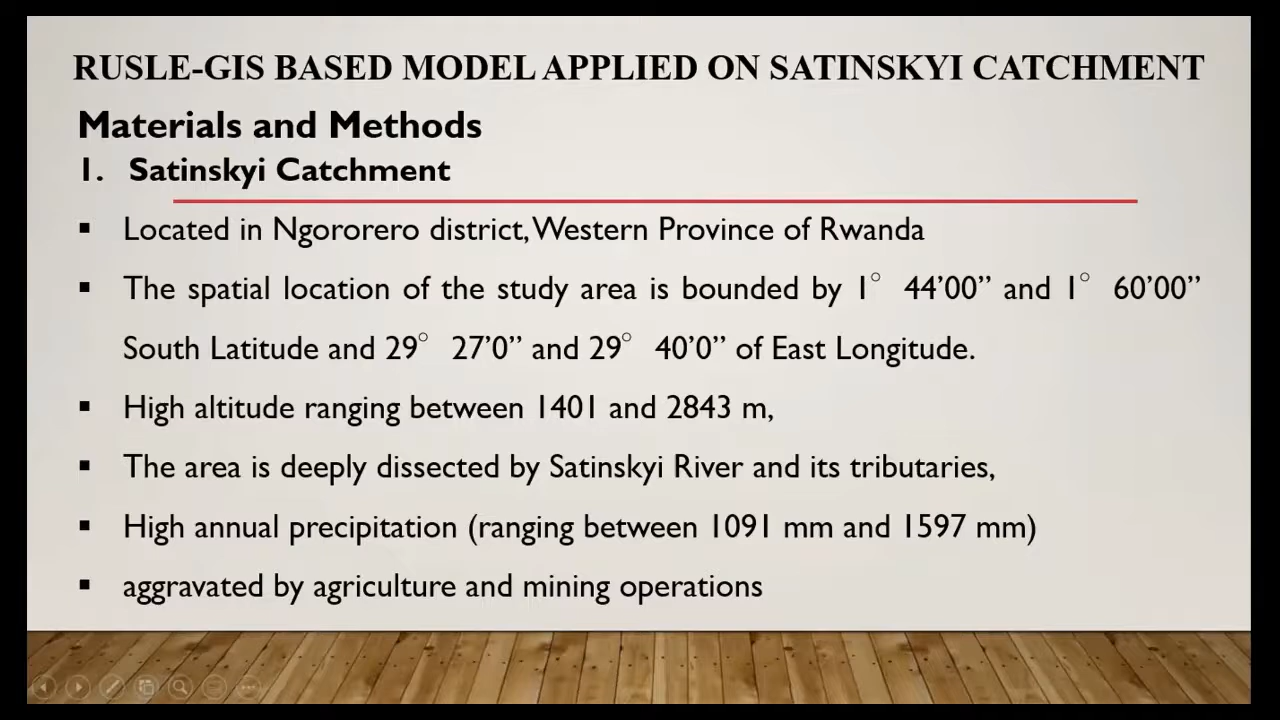 RUSLE-GIS BASED MODEL APPLIED ON SATINSKYI CATCHMENT
Materials and Methods
1. Satinskyi Catchment
▪ Located in Ngororero district, Western Province of Rwanda
▪ The spatial location of the study area is bounded by 1° 44’00” and 1° 60’00”
South Latitude and 29° 27’0” and 29° 40’0” of East Longitude.
▪ High altitude ranging between 1401 and 2843 m,
▪ The area is deeply dissected by Satinskyi River and its tributaries,
▪ High annual precipitation (ranging between 1091 mm and 1597 mm)
▪ aggravated by agriculture and mining operations